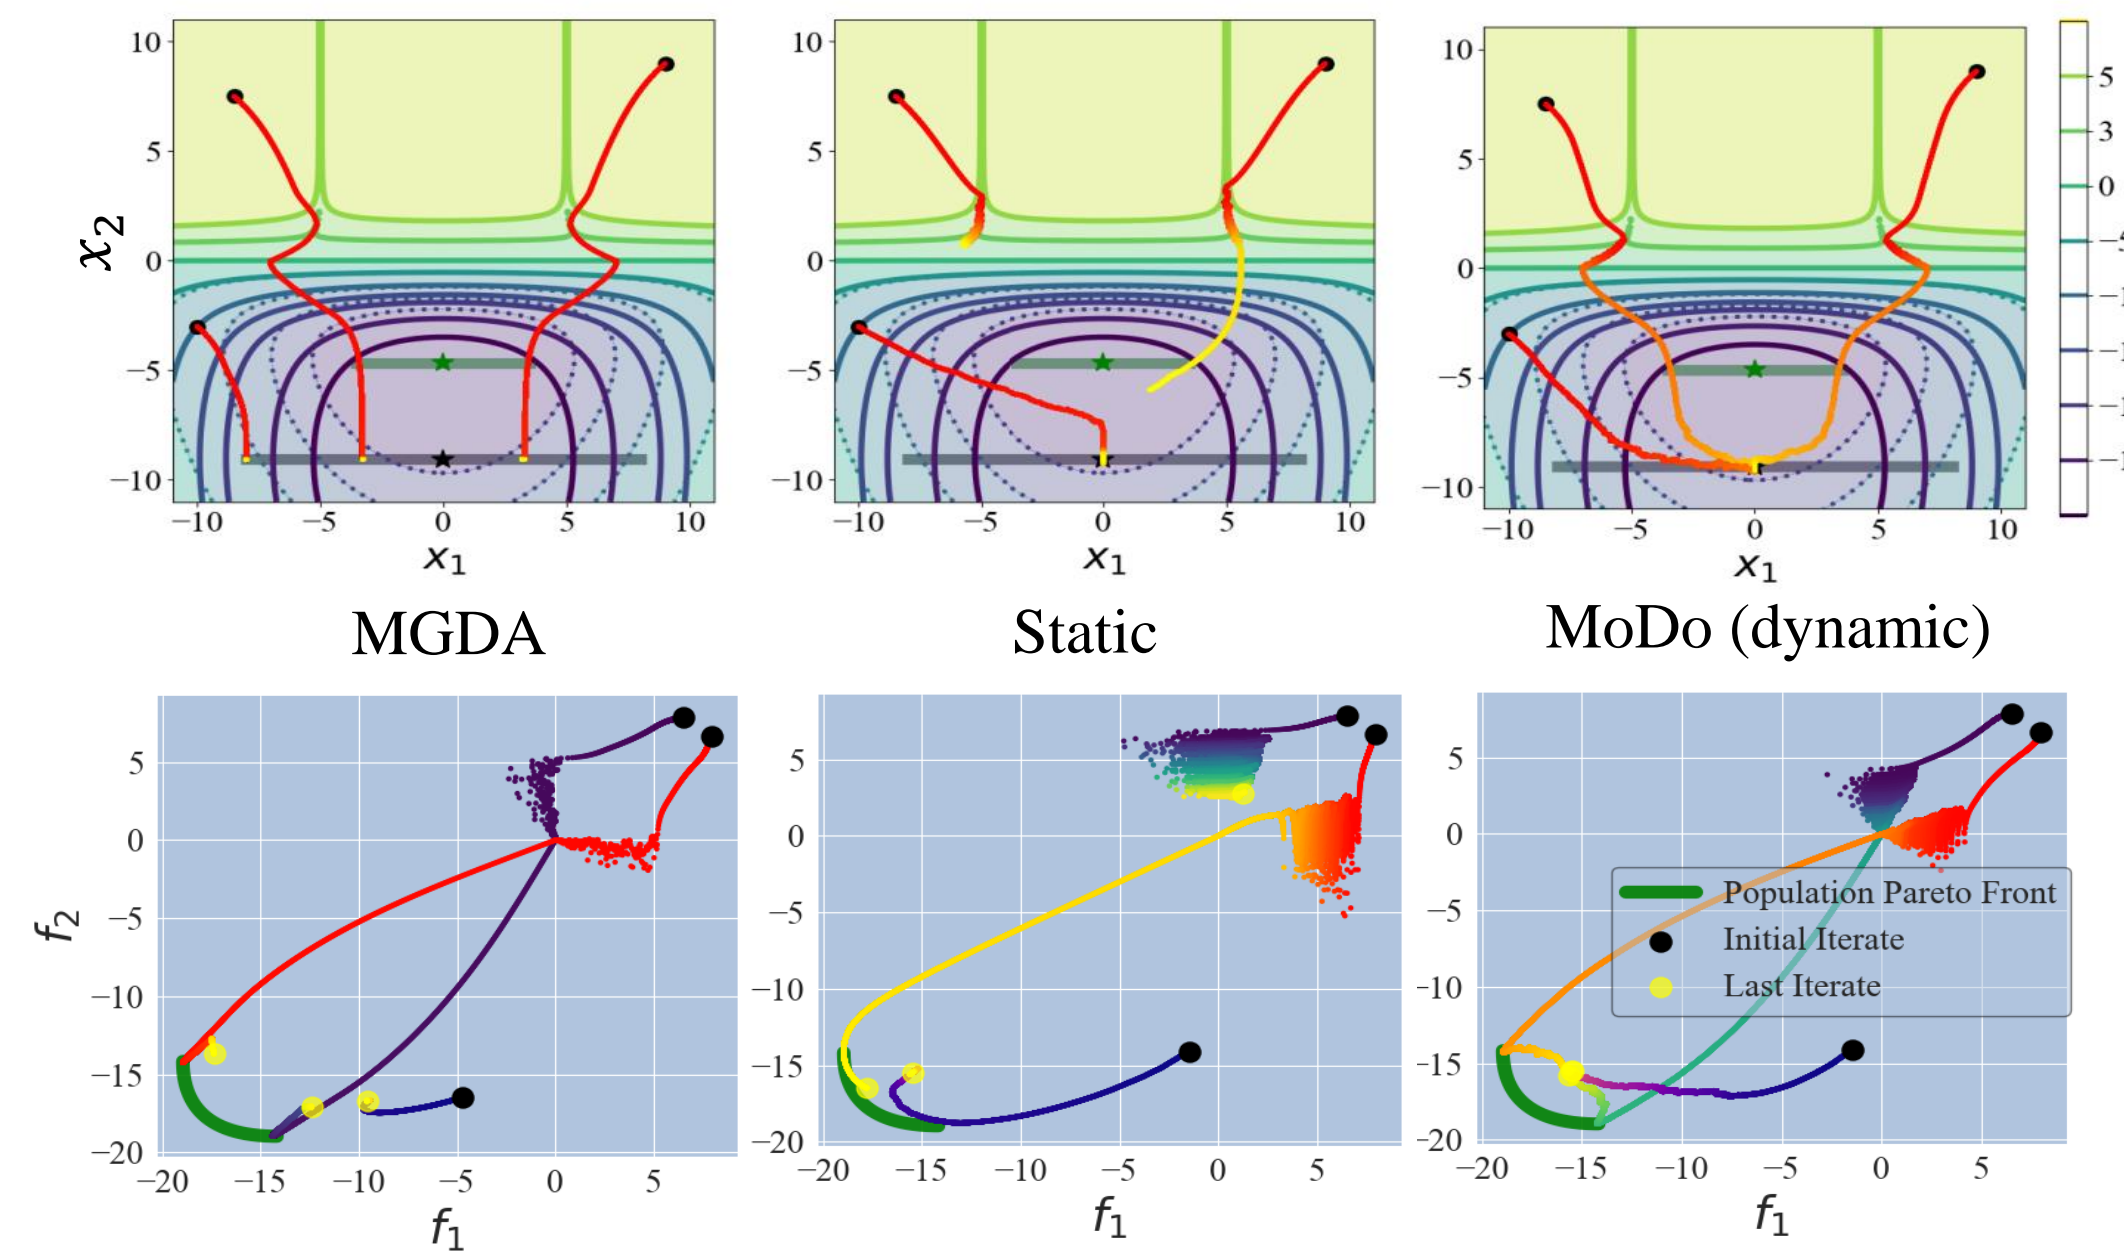 10
5
0
−5
−10
x₂
−10 −5 0 5 10
x₁
10
5
0
−5
−10
−10 −5 0 5 10
x₁
10
5
0
−5
−10
−10 −5 0 5 10
x₁
5
3
0
MGDA
Static
MoDo (dynamic)
5
0
−5
−10
−15
−20
f₂
−20 −15 −10 −5 0 5
f₁
5
0
−5
−10
−15
−20
−20 −15 −10 −5 0 5
f₁
5
0
−5
−10
−15
−20
−20 −15 −10 −5 0 5
f₁
Population Pareto Front
Initial Iterate
Last Iterate